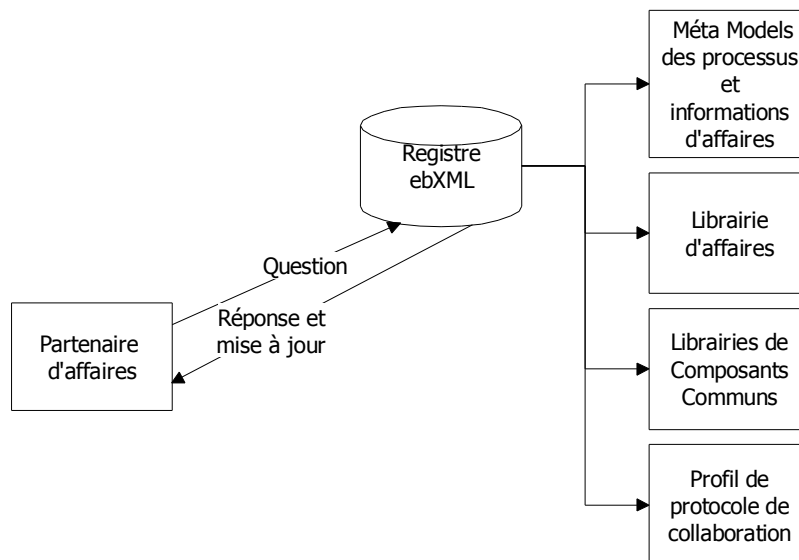 Méta Models
des processus
et
informations
d'affaires
Registre
ebXML
Librairie
d'affaires
Question
Réponse et
mise à jour
Partenaire
d'affaires
Librairies de
Composants
Communs
Profil de
protocole de
collaboration